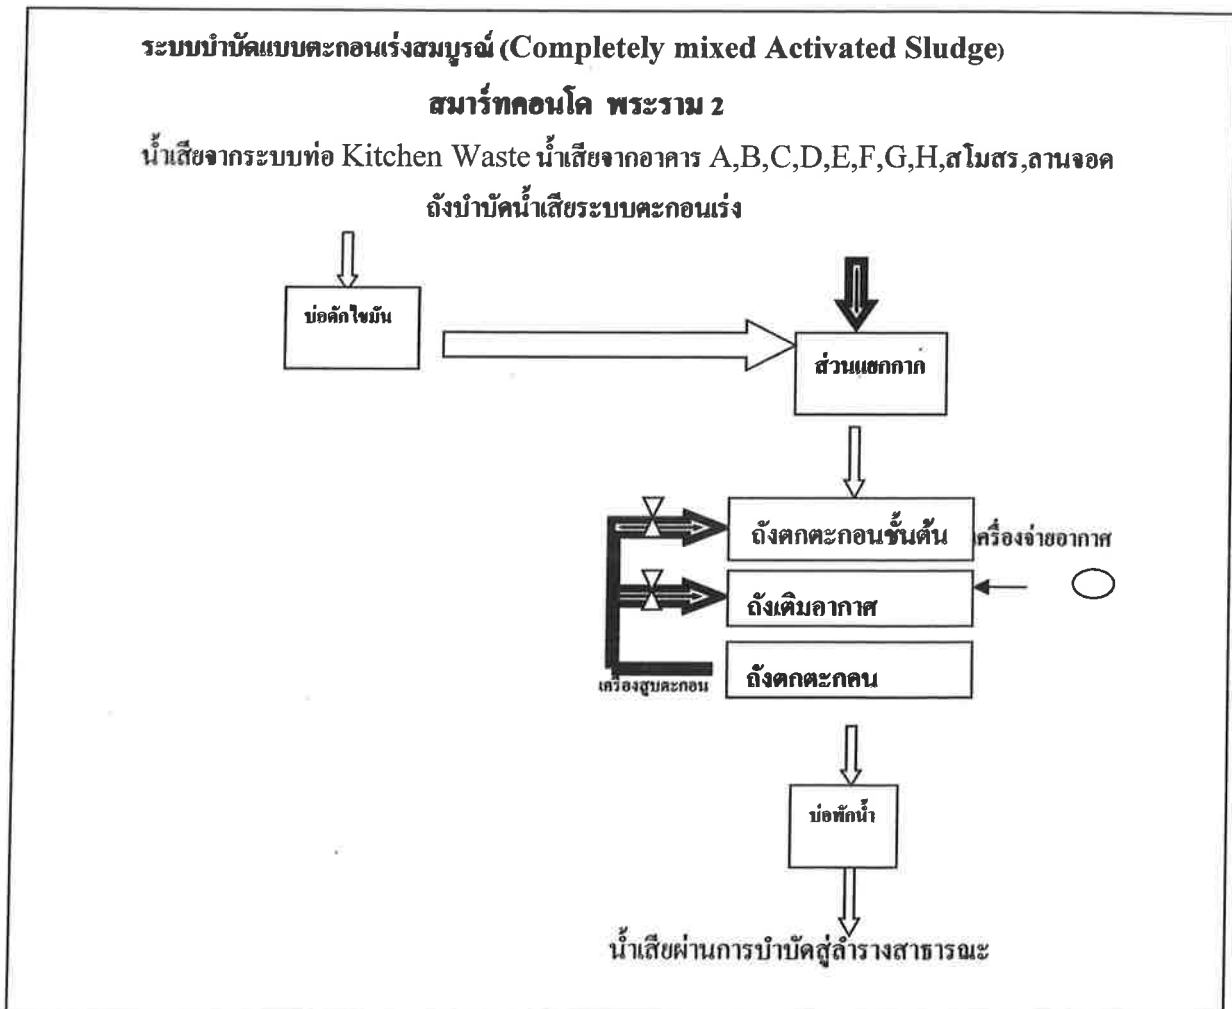 ระบบบำบัดแบบตะกอนเร่งสมบูรณ์ (Completely mixed Activated Sludge)
สมาร์ทคอนโด พระราม 2
น้ำเสียจากระบบท่อ Kitchen Waste น้ำเสียจากอาคาร A,B,C,D,E,F,G,H,สโมสร,ลานจอด
ถังบำบัดน้ำเสียระบบตะกอนเร่ง
บ่อดักไขมัน
ส่วนแยกกาก
ถังตกตะกอนชั้นต้น
เครื่องจ่ายอากาศ
ถังเติมอากาศ
ถังตกตะกคน
เครื่องสูบตะกอน
บ่อพักน้ำ
น้ำเสียผ่านการบำบัดสู่ลำรางสาธารณะ